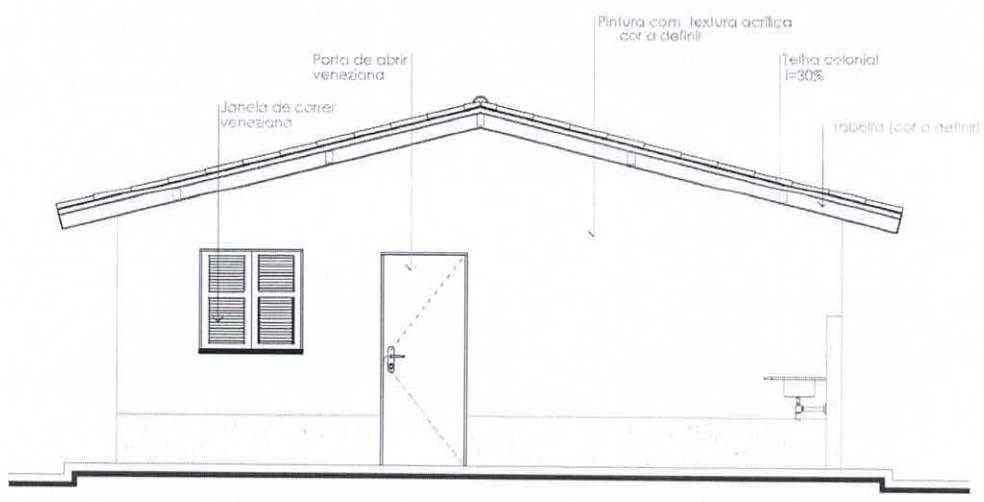 Pintura com textura acrílica
cor a definir
Porta de abrir
veneziana
Telha colonial
i=30%
Janela de correr
veneziana
Tabeira (cor a definir)